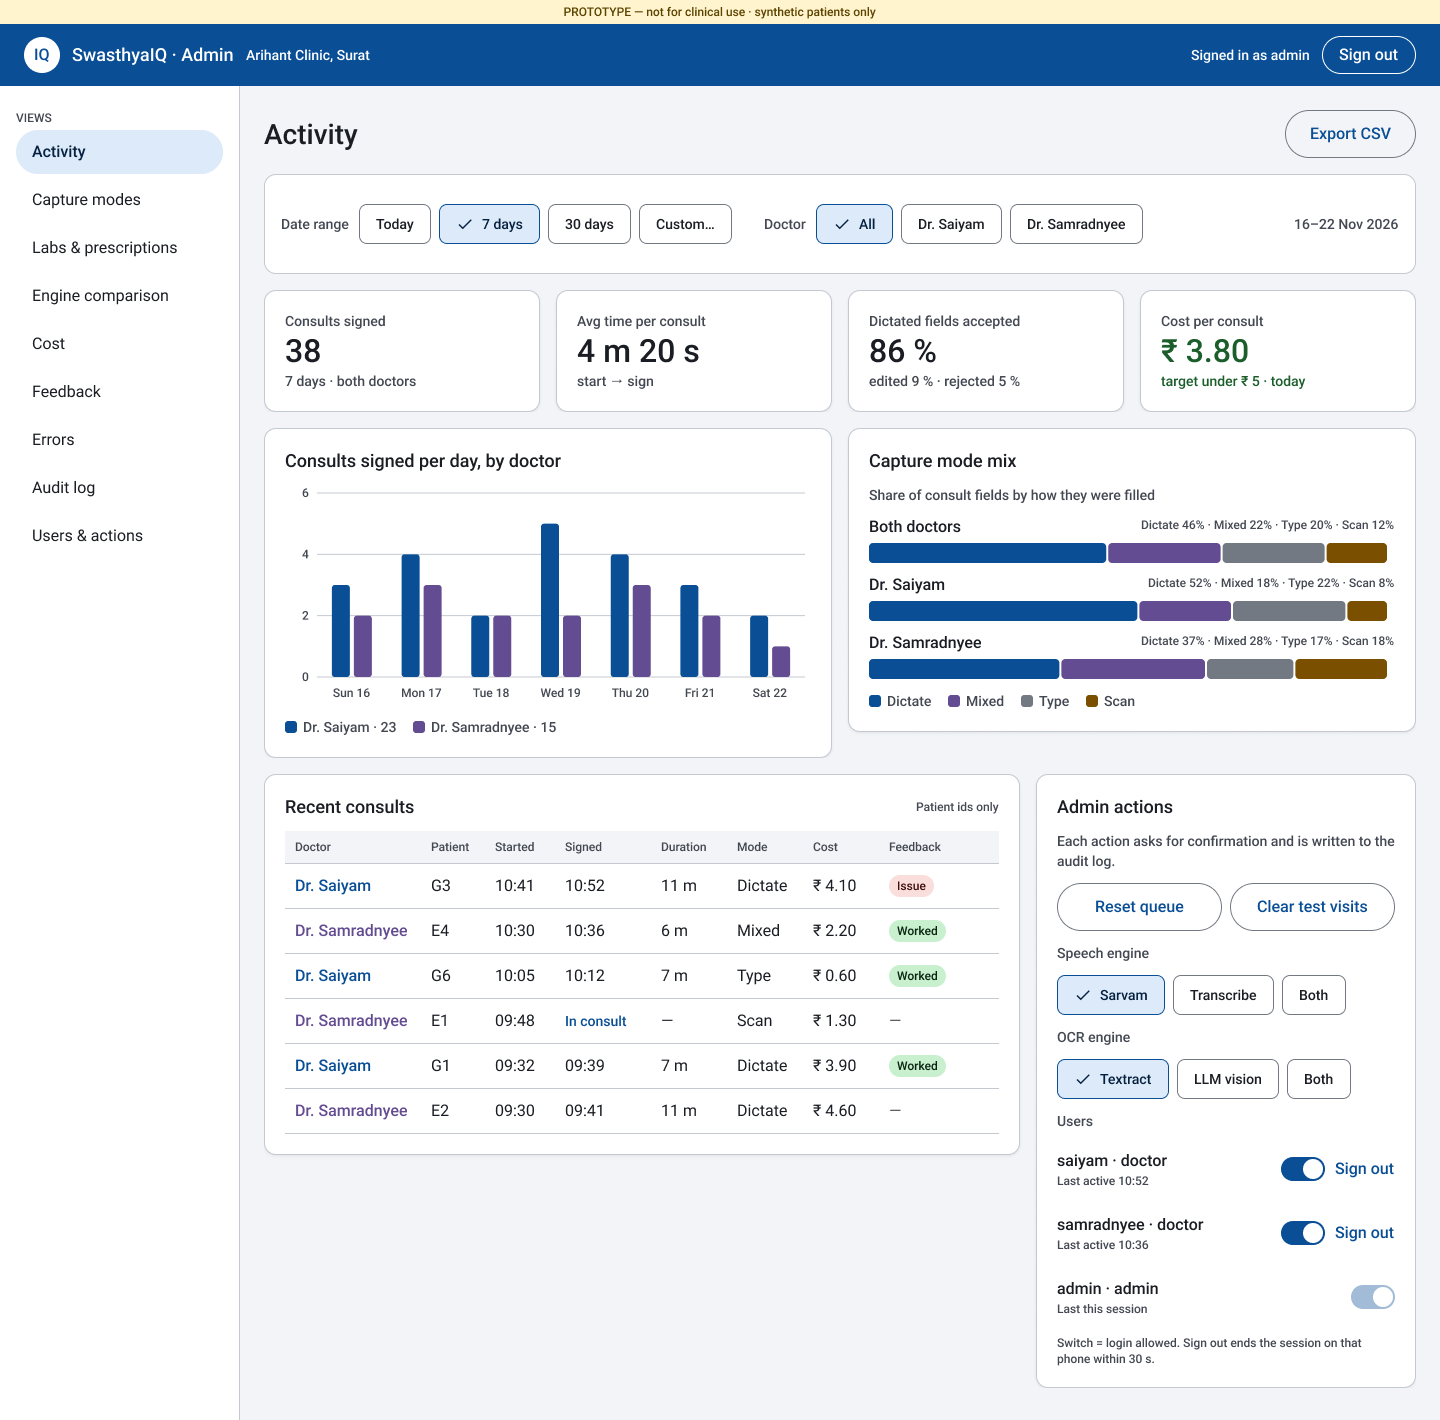 PROTOTYPE — not for clinical use · synthetic patients only
IQ SwasthyaIQ · Admin Arihant Clinic, Surat Signed in as admin Sign out
VIEWS
Activity
Capture modes
Labs & prescriptions
Engine comparison
Cost
Feedback
Errors
Audit log
Users & actions
Activity Export CSV
Date range Today 7 days 30 days Custom... Doctor All Dr. Saiyam Dr. Samradnyee 16–22 Nov 2026
Consults signed
38
7 days · both doctors
Avg time per consult
4 m 20 s
start → sign
Dictated fields accepted
86 %
edited 9 % · rejected 5 %
Cost per consult
₹ 3.80
target under ₹ 5 · today
Consults signed per day, by doctor
6
4
2
0
Sun 16 Mon 17 Tue 18 Wed 19 Thu 20 Fri 21 Sat 22
Dr. Saiyam · 23 Dr. Samradnyee · 15
Capture mode mix
Share of consult fields by how they were filled
Both doctors Dictate 46% · Mixed 22% · Type 20% · Scan 12%
Dr. Saiyam Dictate 52% · Mixed 18% · Type 22% · Scan 8%
Dr. Samradnyee Dictate 37% · Mixed 28% · Type 17% · Scan 18%
Dictate Mixed Type Scan
Recent consults Patient ids only
Doctor Patient Started Signed Duration Mode Cost Feedback
Dr. Saiyam G3 10:41 10:52 11 m Dictate ₹ 4.10 Issue
Dr. Samradnyee E4 10:30 10:36 6 m Mixed ₹ 2.20 Worked
Dr. Saiyam G6 10:05 10:12 7 m Type ₹ 0.60 Worked
Dr. Samradnyee E1 09:48 In consult — Scan ₹ 1.30 —
Dr. Saiyam G1 09:32 09:39 7 m Dictate ₹ 3.90 Worked
Dr. Samradnyee E2 09:30 09:41 11 m Dictate ₹ 4.60 —
Admin actions
Each action asks for confirmation and is written to the
audit log.
Reset queue Clear test visits
Speech engine
Sarvam Transcribe Both
OCR engine
Textract LLM vision Both
Users
saiyam · doctor
Last active 10:52
Sign out
samradnyee · doctor
Last active 10:36
Sign out
admin · admin
Last this session
Switch = login allowed. Sign out ends the session on that
phone within 30 s.